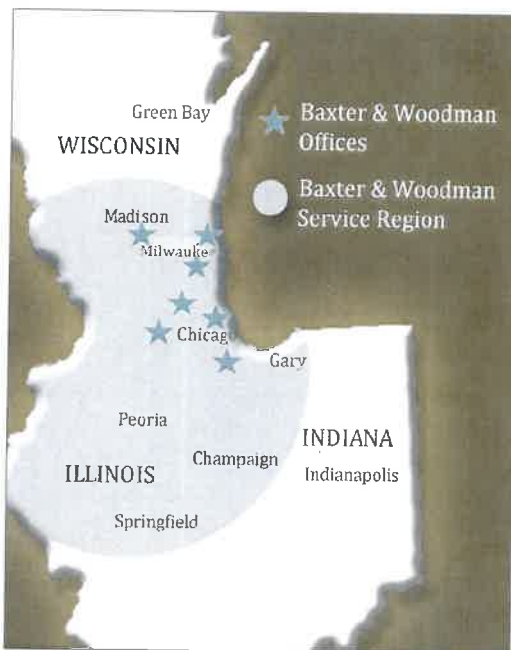 Green Bay
WISCONSIN
Baxter & Woodman
Offices
Baxter & Woodman
Service Region
Madison
Milwauke
Chicag
Gary
Peoria
INDIANA
Champaign
Indianapolis
ILLINOIS
Springfield